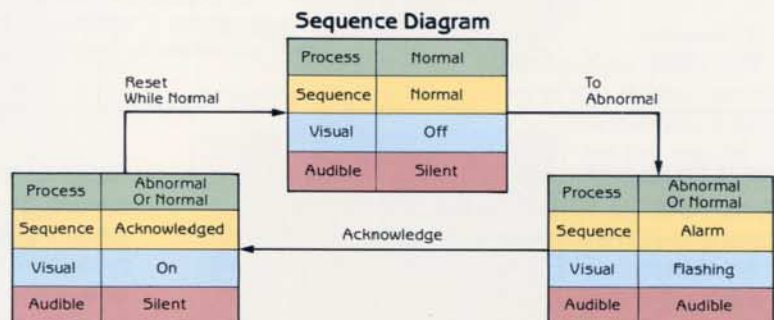 Sequence Diagram
Process Normal
Sequence Normal
Visual Off
Audible Silent
Reset
While Normal
To
Abnormal
Process Abnormal
Or Normal
Sequence Acknowledged
Visual On
Audible Silent
Acknowledge
Process Abnormal
Or Normal
Sequence Alarm
Visual Flashing
Audible Audible